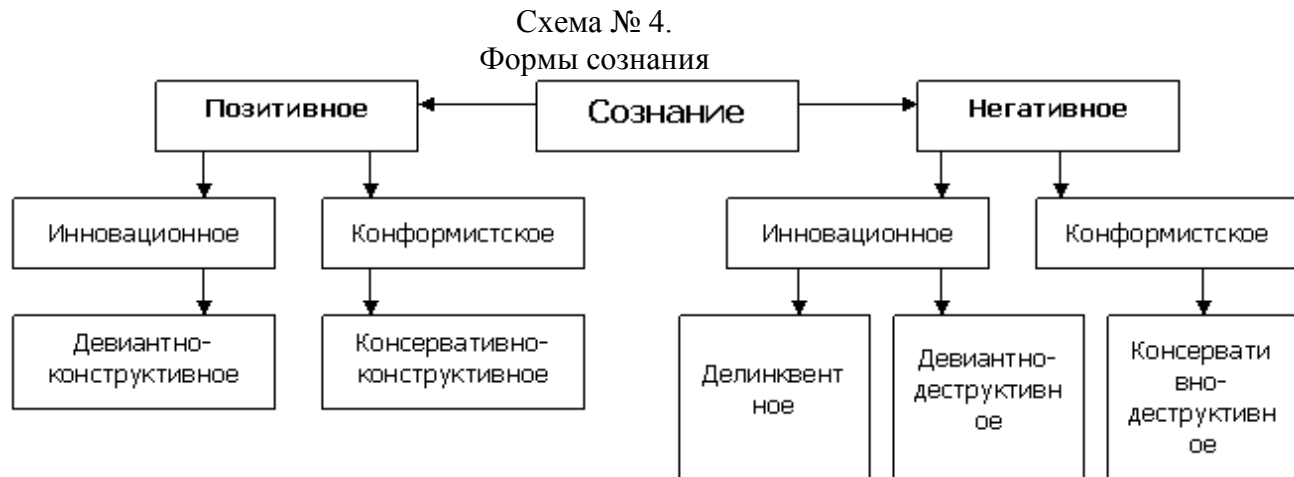 Схема № 4.
Формы сознания
Позитивное
Сознание
Негативное
Инновационное
Конформистское
Инновационное
Конформистское
Девиантно-
конструктивное
Консервативно-
конструктивное
Делинквент
ное
Девиантно-
деструктивн
ое
Консервати
вно-
деструктивн
ое